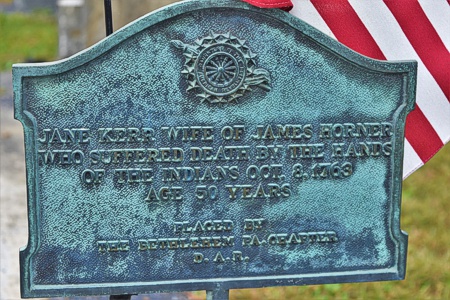 JANE KERR WIFE OF JAMES HORNER
WHO SUFFERED DEATH BY THE HANDS
OF THE INDIANS OCT. 8, 1763
AGE 50 YEARS
PLACED BY
THE BETHLEHEM PA. CHAPTER
D. A. R.